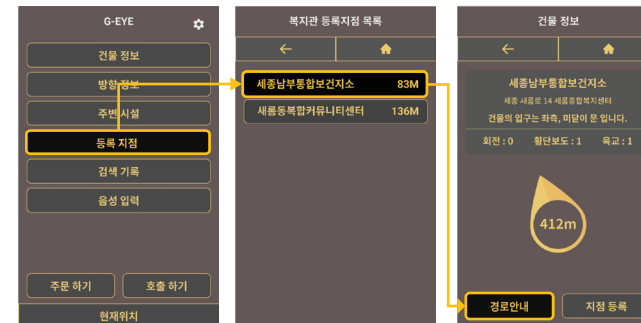 G-EYE
건물 정보
방향 정보
주변 시설
등록 지점
검색 기록
음성 입력
주문 하기
호출 하기
현재위치
복지관 등록지점 목록
세종남부통합보건지소 83M
새롬동복합커뮤니티센터 136M
건물 정보
세종남부통합보건지소
세종 새롬로 14 새롬종합복지센터
건물의 입구는 좌측, 미닫이 문 입니다.
회전 : 0 횡단보도 : 1 육교 : 1
412m
경로안내
지점 등록